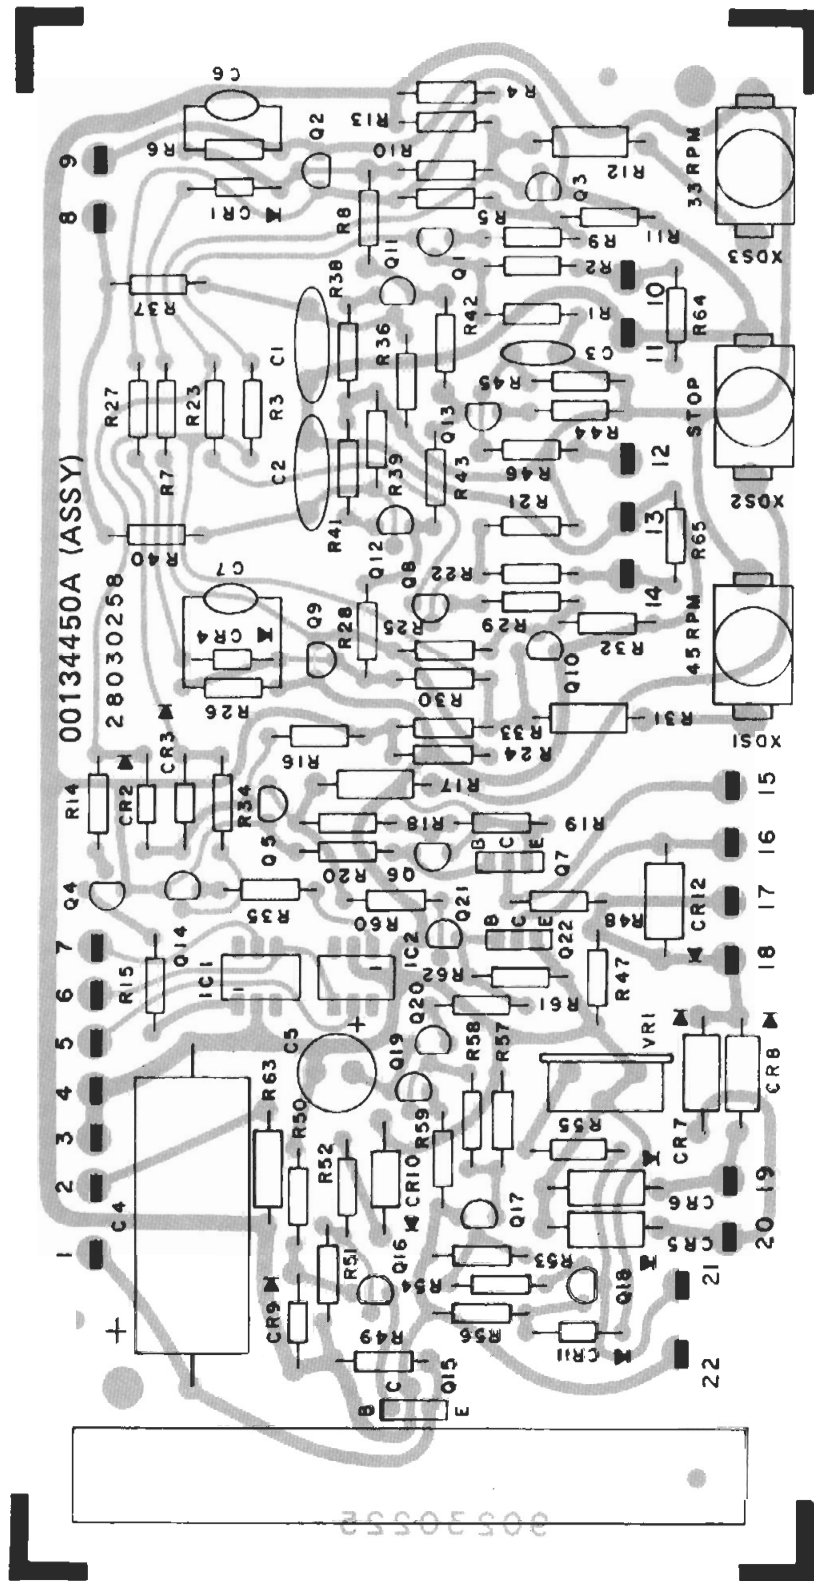 C6
R4
R13
R6
Q2
R10
9
R12
33RPM
CR1
Q3
R8
R5
8
R11
Q11
R9
XDS3
R38
Q1
R2
R37
10
R42
R1
R64
C1
R36
11
C3
R45
R27
R23
R3
STOP
Q13
R44
R7
C2
R39
R43
R46
12
00134450A (ASSY)
R21
XDS2
R41
13
R40
Q12
R65
C7
Q8
R22
28030258
Q9
R28
14
CR4
R25
R29
R32
45RPM
R26
Q10
R30
CR3
R33
R31
R16
R24
XDS1
R14
CR2
R34
R17
15
Q5
R18
R19
B C E
R20
Q6
16
Q4
Q7
R35
R60
Q21
R48
CR12
17
7
Q14
B C E
IC1
IC2
Q22
R15
R62
R47
18
6
1
1
Q20
R61
5
C5
+
R58
R57
VR1
R63
Q19
CR8
4
R50
R59
R55
CR7
3
R52
CR10
2
CR6
19
C4
Q17
R51
Q16
R53
CR5
20
1
R54
Q18
21
CR9
R56
+
R49
CR11
Q15
22
B C E
522032206